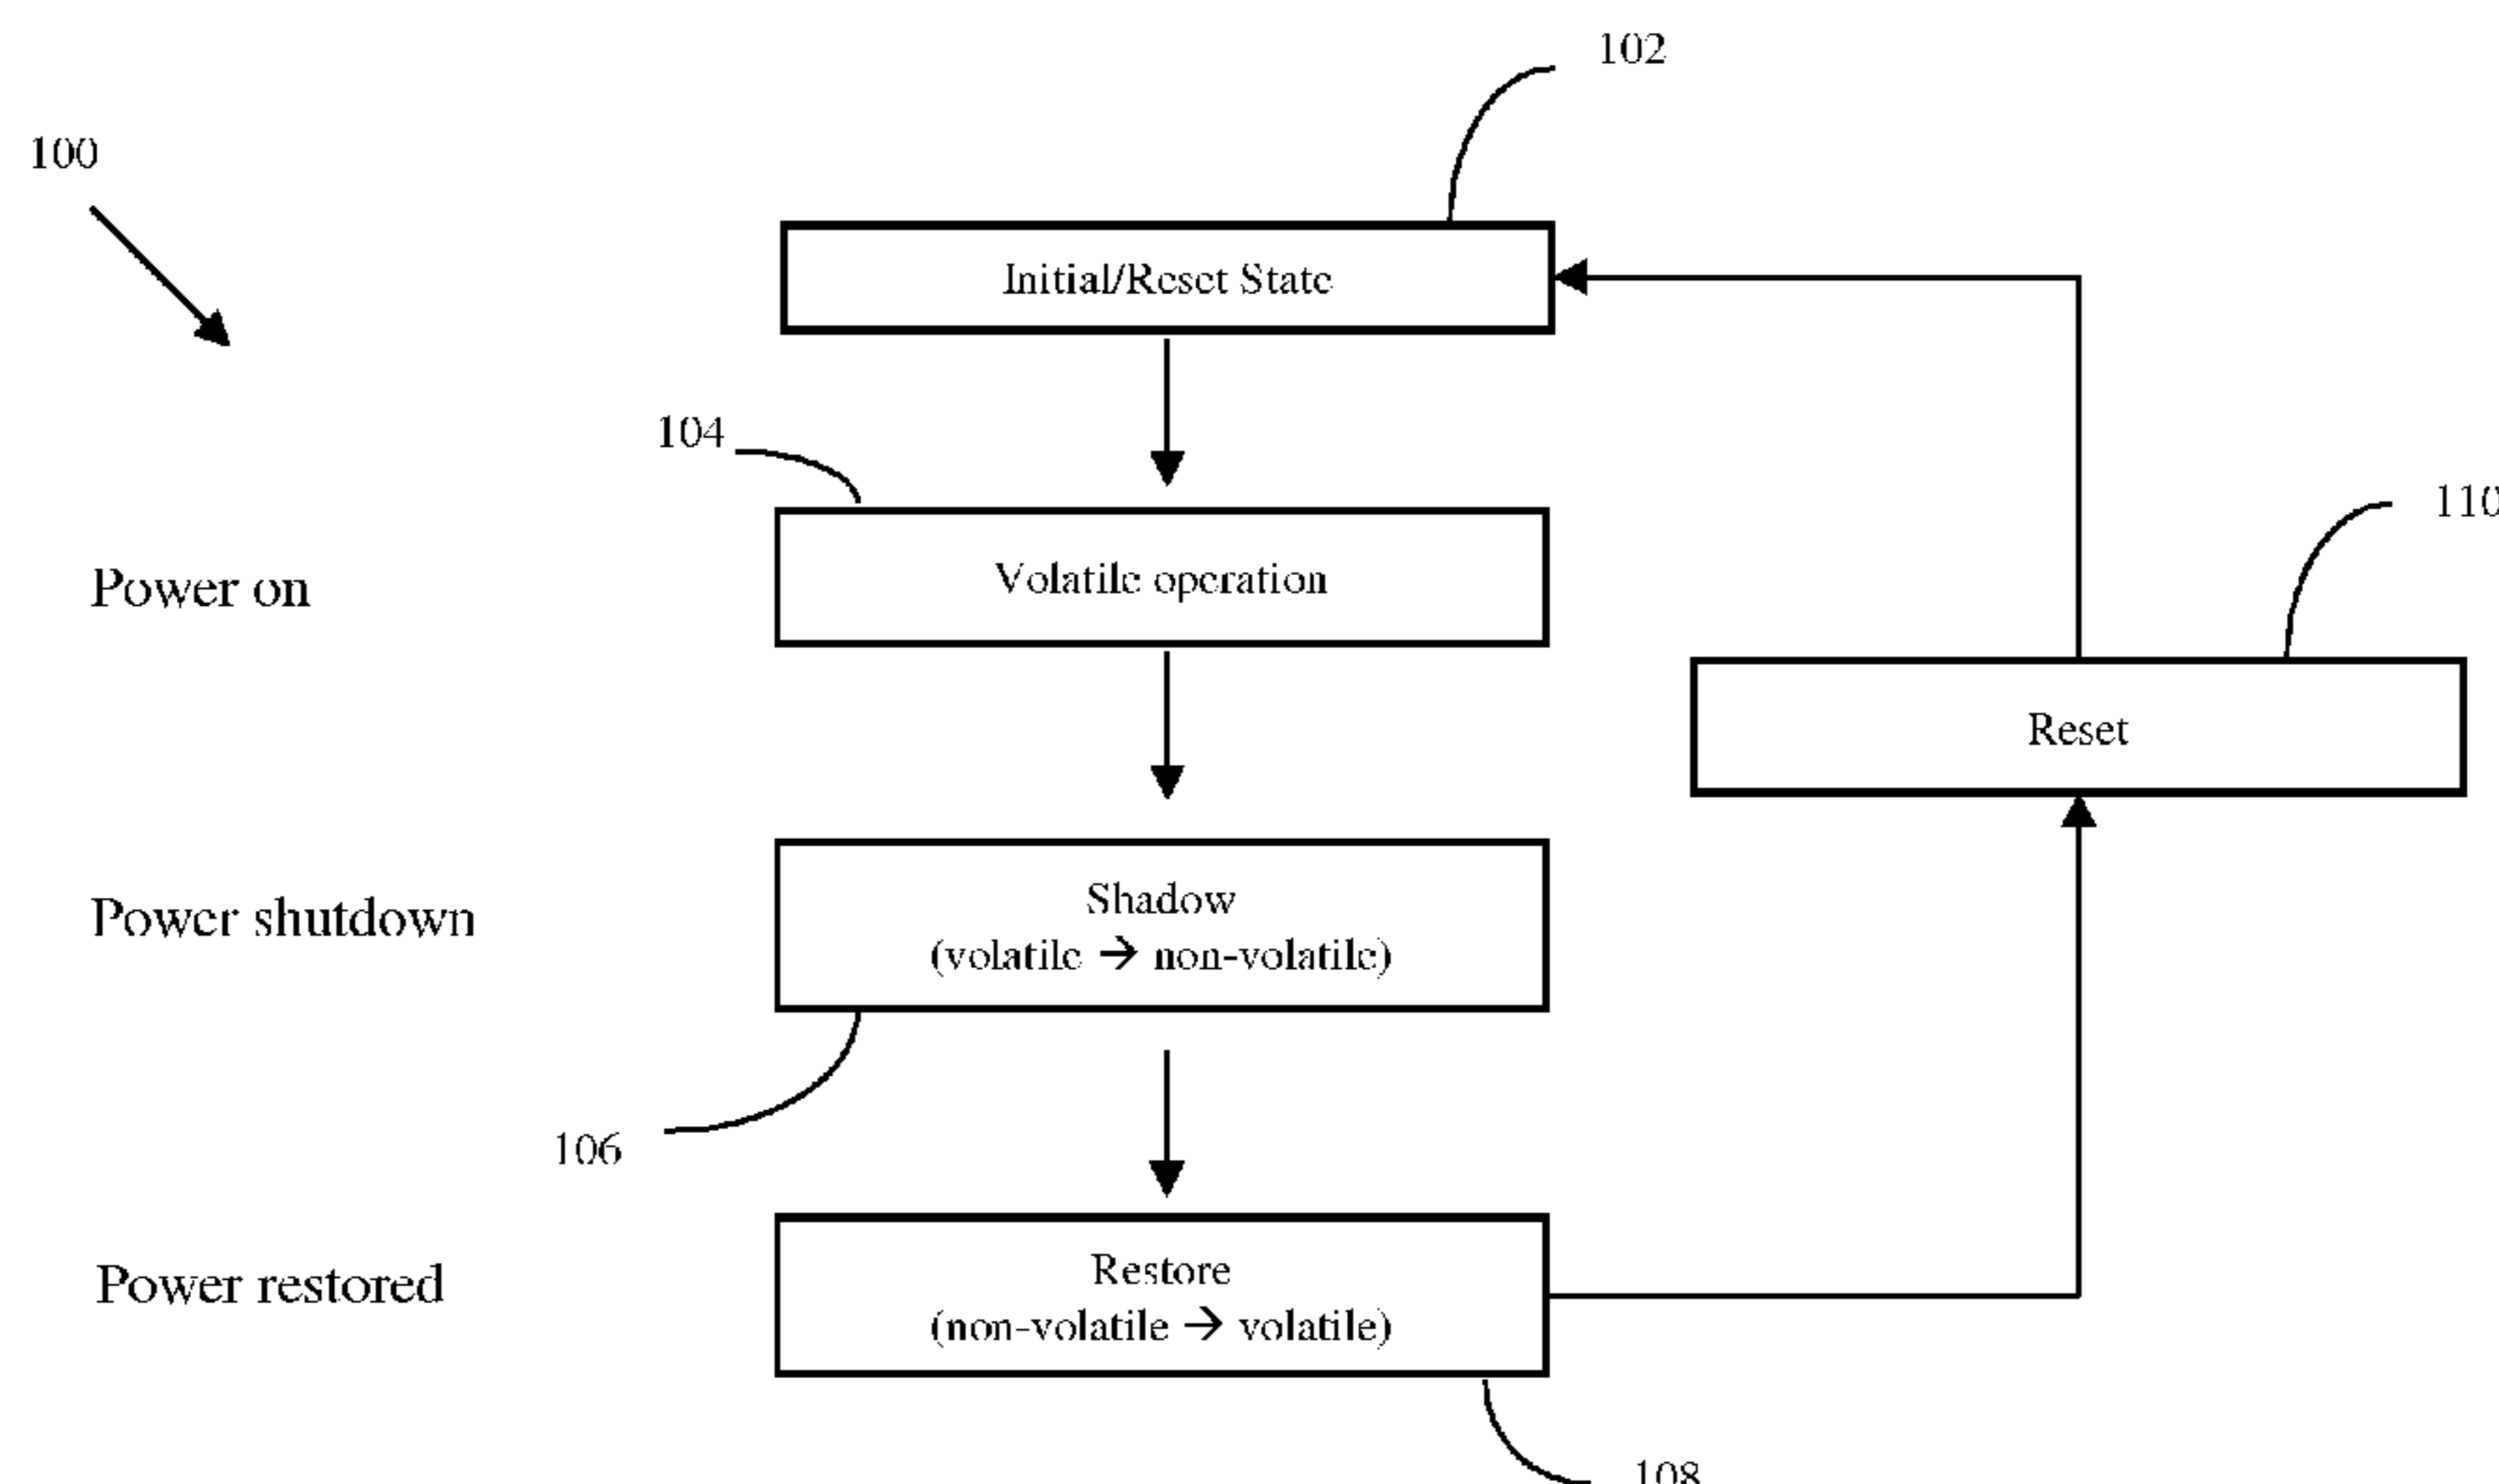 102
100
Initial/Reset State
104
110
Power on
Volatile operation
Reset
Power shutdown
Shadow
(volatile → non-volatile)
106
Power restored
Restore
(non-volatile → volatile)
108